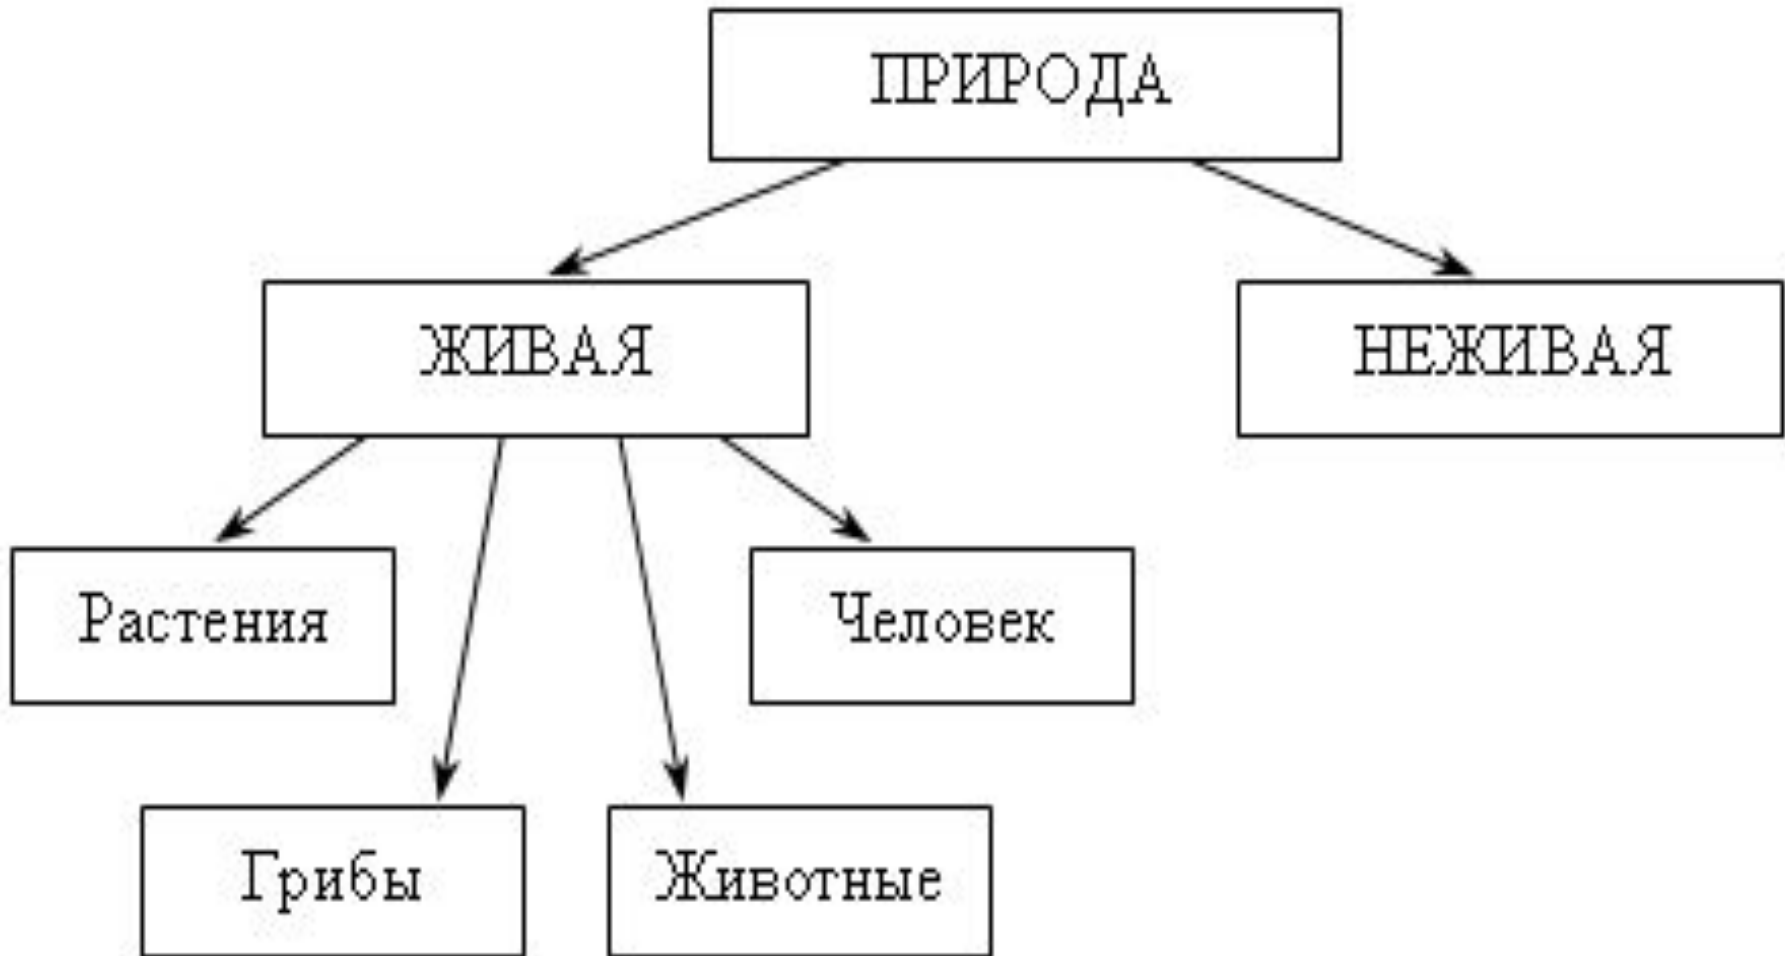 ПРИРОДА
ЖИВАЯ
НЕЖИВАЯ
Растения
Человек
Грибы
Животные